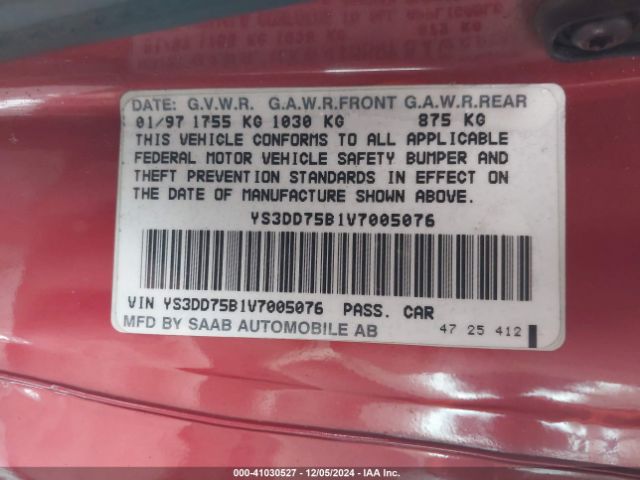 DATE: G.V.W.R. G.A.W.R.FRONT G.A.W.R.REAR
01/97 1755 KG 1030 KG 875 KG
THIS VEHICLE CONFORMS TO ALL APPLICABLE
FEDERAL MOTOR VEHICLE SAFETY BUMPER AND
THEFT PREVENTION STANDARDS IN EFFECT ON
THE DATE OF MANUFACTURE SHOWN ABOVE.
YS3DD75B1V7005076
VIN YS3DD75B1V7005076 PASS. CAR
MFD BY SAAB AUTOMOBILE AB 47 25 412
000-41030527 - 12/05/2024 - IAA Inc.